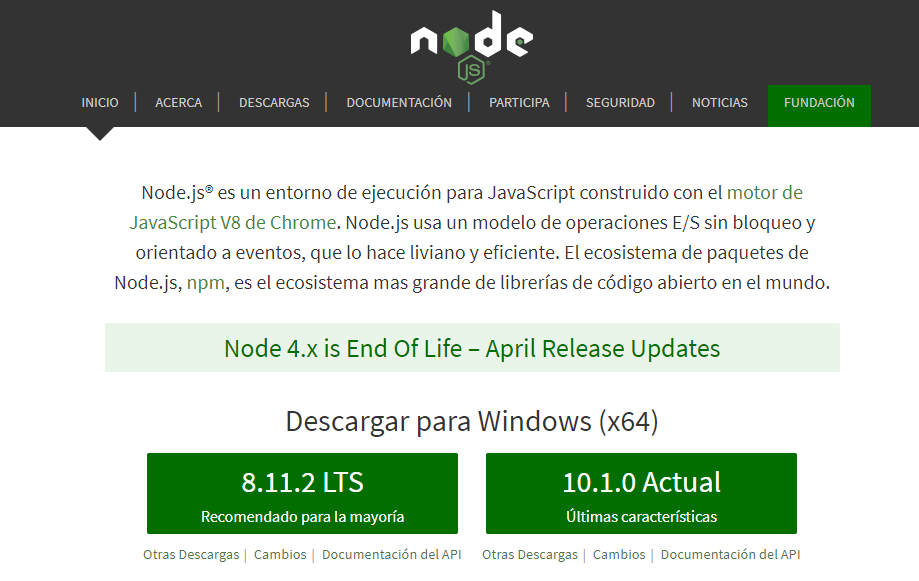 node
JS
INICIO | ACERCA | DESCARGAS | DOCUMENTACIÓN | PARTICIPA | SEGURIDAD | NOTICIAS FUNDACIÓN
Node.js® es un entorno de ejecución para JavaScript construido con el motor de
JavaScript V8 de Chrome. Node.js usa un modelo de operaciones E/S sin bloqueo y
orientado a eventos, que lo hace liviano y eficiente. El ecosistema de paquetes de
Node.js, npm, es el ecosistema mas grande de librerías de código abierto en el mundo.
Node 4.x is End Of Life – April Release Updates
Descargar para Windows (x64)
8.11.2 LTS
Recomendado para la mayoría
10.1.0 Actual
Últimas características
Otras Descargas | Cambios | Documentación del API
Otras Descargas | Cambios | Documentación del API